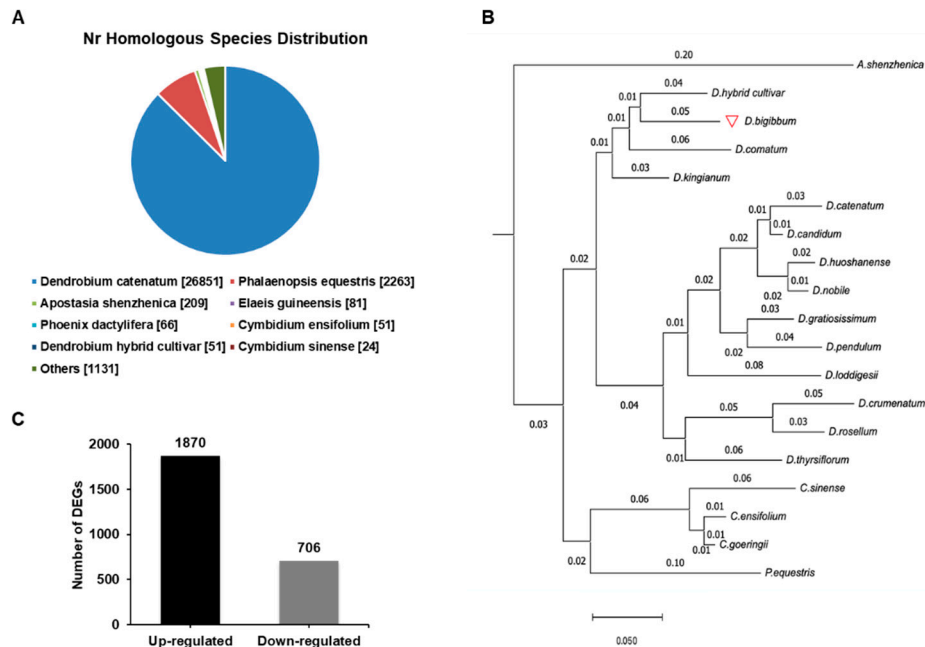 A
Nr Homologous Species Distribution
Dendrobium catenatum [26851]
Phalaenopsis equestris [2263]
Apostasia shenzhenica [209]
Elaeis guineensis [81]
Phoenix dactylifera [66]
Cymbidium ensifolium [51]
Dendrobium hybrid cultivar [51]
Cymbidium sinense [24]
Others [1131]
B
0.20
A.shenzhenica
0.04
D.hybrid cultivar
0.01
0.05
D.bigibbum
0.01
0.06
D.comatum
0.01
0.03
D.kingianum
0.02
0.03
D.catenatum
0.01
0.01
D.candidum
0.02
0.02
D.huoshanense
0.01
D.nobile
0.02
0.02
0.03
D.gratiosissimum
0.04
D.pendulum
0.02
0.01
0.08
D.loddigesii
0.04
0.05
D.crumenatum
0.05
0.03
D.rosellum
0.01
0.06
D.thyrsiflorum
0.03
0.06
C.sinense
0.06
0.01
C.ensifolium
0.01
0.01
C.goeringii
0.02
0.10
P.equestris
0.050
C
Number of DEGs
2000
1500
1000
500
0
1870
706
Up-regulated
Down-regulated